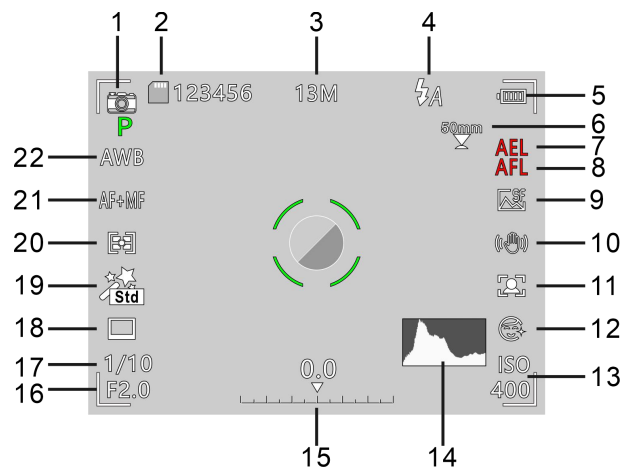 1 2 3 4
123456 13M A 5
P 50mm 6
22 AWB AEL 7
AFL 8
21 AF+MF SF 9
20 10
19 Std 11
18 12
17 1/10 0.0 ISO 13
16 F2.0 400
15 14